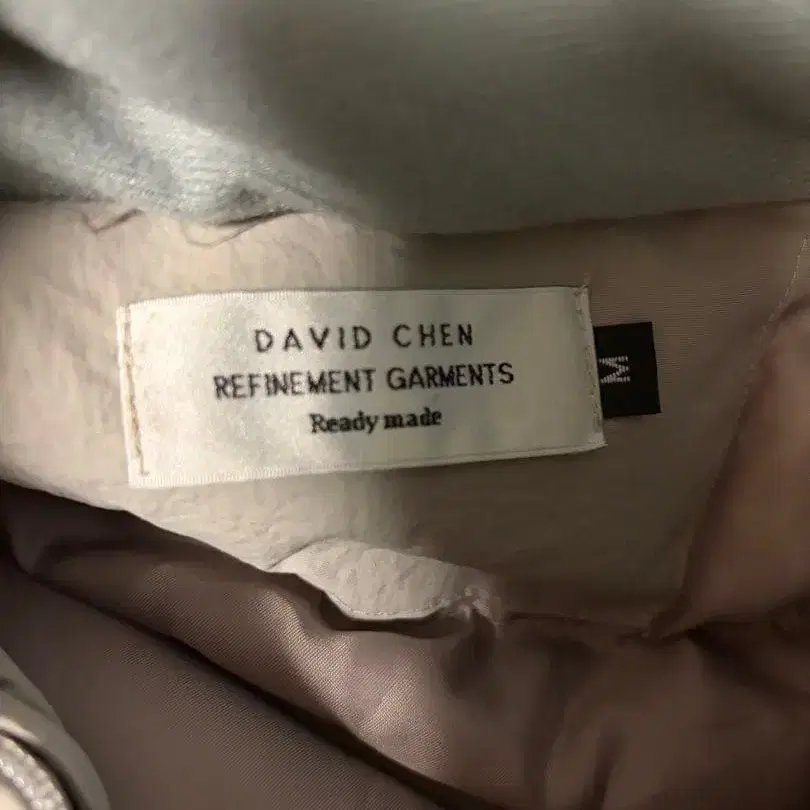 DAVID CHEN
REFINEMENT GARMENTS
Ready made
M